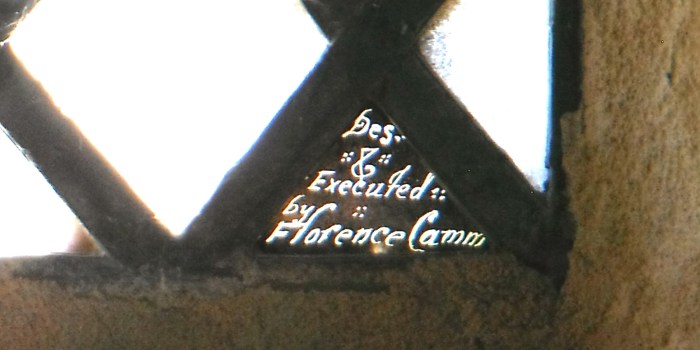 Des·
⁘ & ⁘
Executed ⁘
by ⁘
Florence Camm